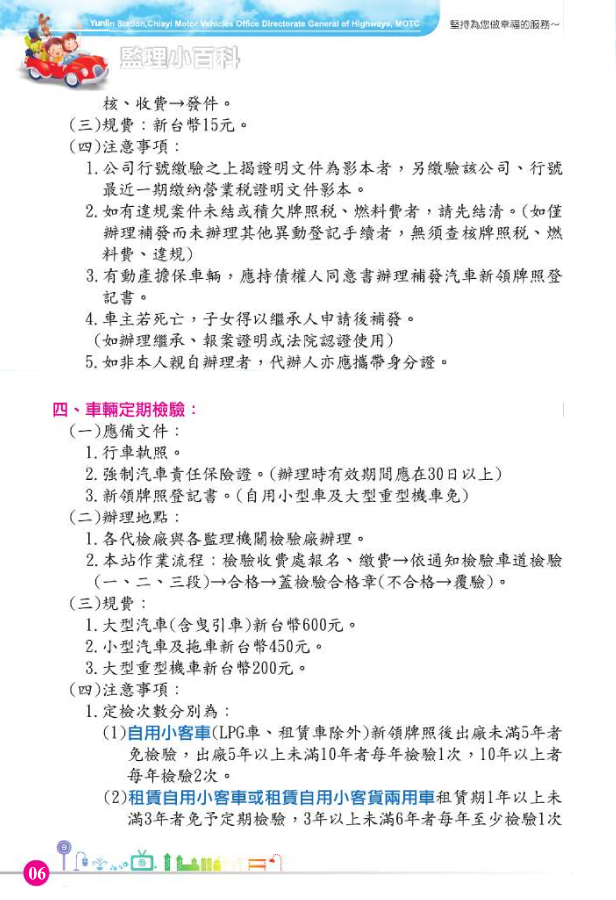 Yunlin Station,Chiayi Motor Vehicles Office Directorate General of Highways, MOTC
堅持為您做幸福的服務～
監理小百科
核、收費→發件。
(三)規費：新台幣15元。
(四)注意事項：
1.公司行號繳驗之上揭證明文件為影本者，另繳驗該公司、行號
最近一期繳納營業稅證明文件影本。
2.如有違規案件未結或積欠牌照稅、燃料費者，請先結清。(如僅
辦理補發而未辦理其他異動登記手續者，無須查核牌照稅、燃
料費、違規)
3.有動產擔保車輛，應持債權人同意書辦理補發汽車新領牌照登
記書。
4.車主若死亡，子女得以繼承人申請後補發。
(如辦理繼承、報案證明或法院認證使用)
5.如非本人親自辦理者，代辦人亦應攜帶身分證。
四、車輛定期檢驗：
(一)應備文件：
1.行車執照。
2.強制汽車責任保險證。(辦理時有效期間應在30日以上)
3.新領牌照登記書。(自用小型車及大型重型機車免)
(二)辦理地點：
1.各代檢廠與各監理機關檢驗廠辦理。
2.本站作業流程：檢驗收費處報名、繳費→依通知檢驗車道檢驗
(一、二、三段)→合格→蓋檢驗合格章(不合格→覆驗)。
(三)規費：
1.大型汽車(含曳引車)新台幣600元。
2.小型汽車及拖車新台幣450元。
3.大型重型機車新台幣200元。
(四)注意事項：
1.定檢次數分別為：
(1)自用小客車(LPG車、租賃車除外)新領牌照後出廠未滿5年者
免檢驗，出廠5年以上未滿10年者每年檢驗1次，10年以上者
每年檢驗2次。
(2)租賃自用小客車或租賃自用小客貨兩用車租賃期1年以上未
滿3年者免予定期檢驗，3年以上未滿6年者每年至少檢驗1次
06